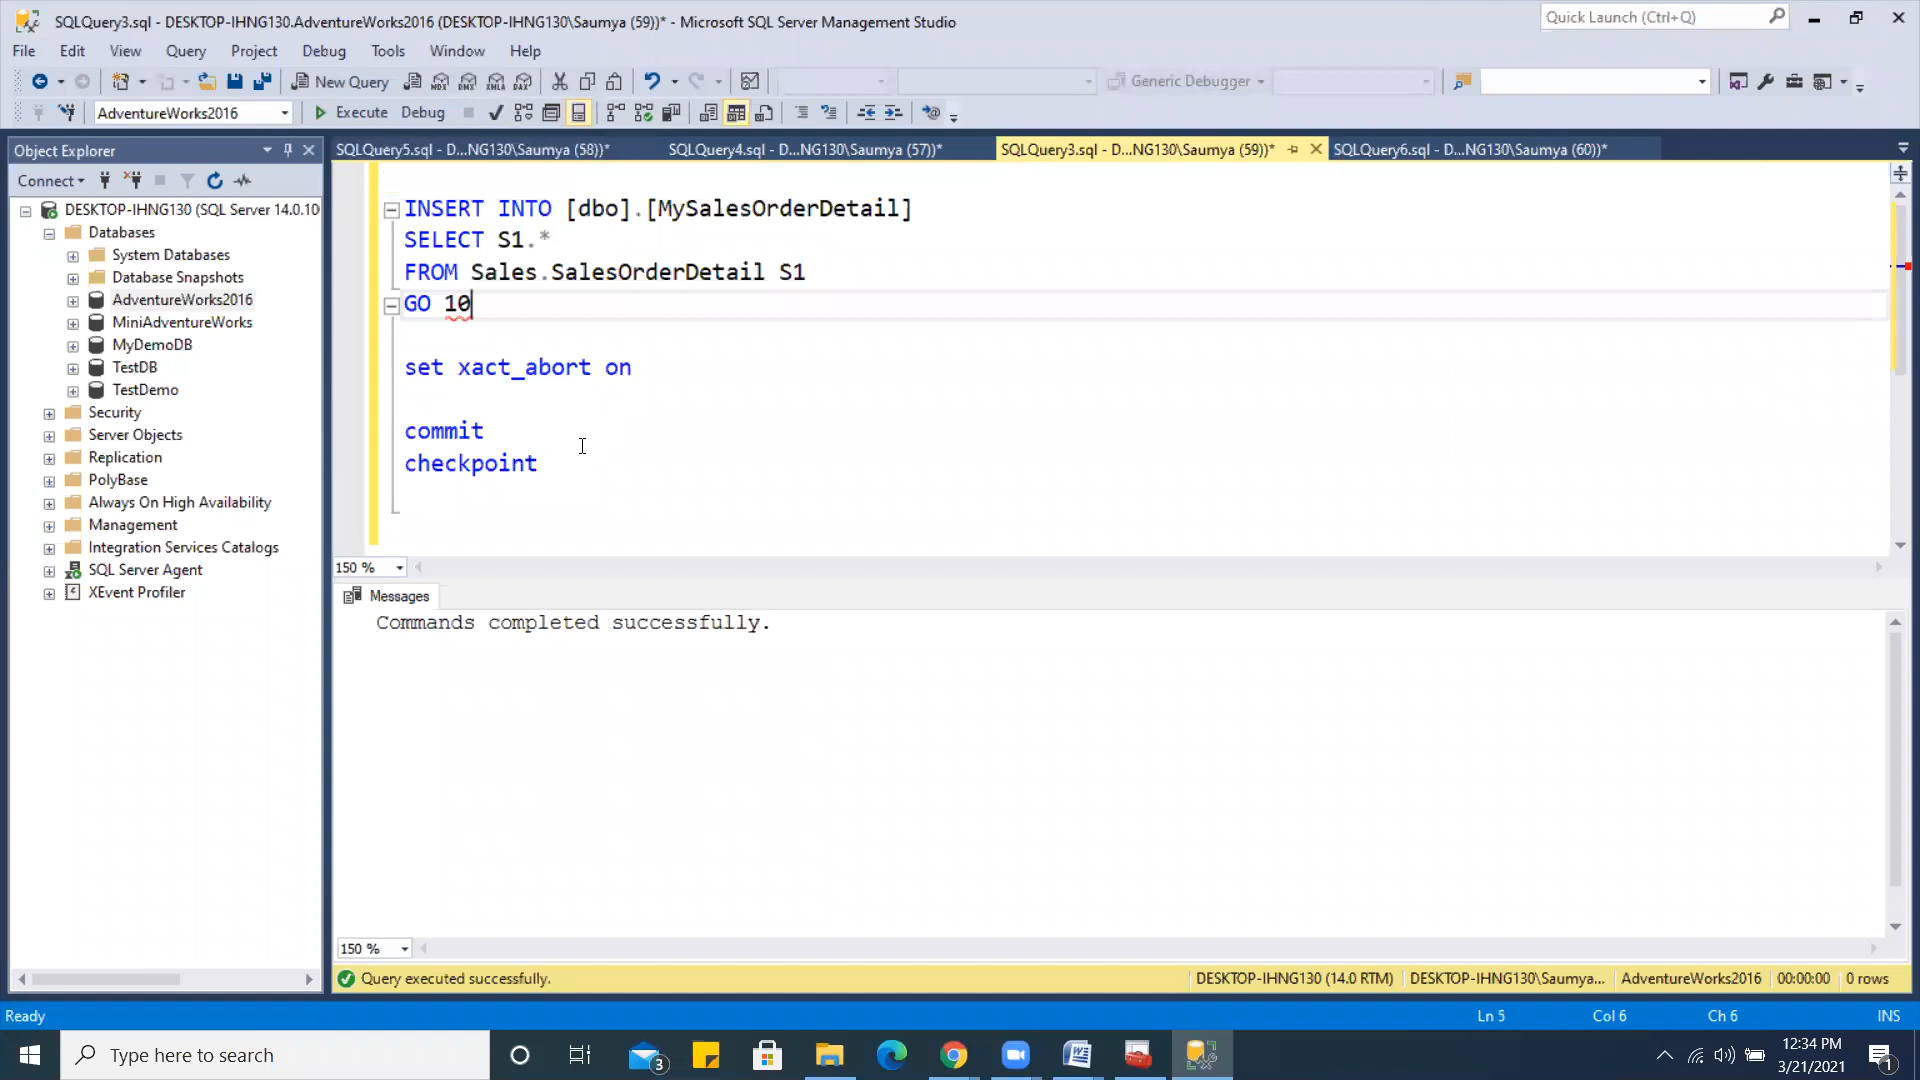 SQLQuery3.sql - DESKTOP-IHNG130.AdventureWorks2016 (DESKTOP-IHNG130\Saumya (59))* - Microsoft SQL Server Management Studio
Quick Launch (Ctrl+Q)
File Edit View Query Project Debug Tools Window Help
New Query
MDX DMX XMLA DAX
Generic Debugger
AdventureWorks2016
Execute Debug
Object Explorer
SQLQuery5.sql - D...NG130\Saumya (58))*
SQLQuery4.sql - D...NG130\Saumya (57))*
SQLQuery3.sql - D...NG130\Saumya (59))*
SQLQuery6.sql - D...NG130\Saumya (60))*
Connect
DESKTOP-IHNG130 (SQL Server 14.0.10
Databases
System Databases
Database Snapshots
AdventureWorks2016
MiniAdventureWorks
MyDemoDB
TestDB
TestDemo
Security
Server Objects
Replication
PolyBase
Always On High Availability
Management
Integration Services Catalogs
SQL Server Agent
XEvent Profiler
INSERT INTO [dbo].[MySalesOrderDetail]
SELECT S1.*
FROM Sales.SalesOrderDetail S1
GO 10
set xact_abort on
commit
checkpoint
150 %
Messages
Commands completed successfully.
150 %
Query executed successfully.
DESKTOP-IHNG130 (14.0 RTM)
DESKTOP-IHNG130\Saumya...
AdventureWorks2016
00:00:00
0 rows
Ready
Ln 5
Col 6
Ch 6
INS
Type here to search
3
12:34 PM
3/21/2021
1